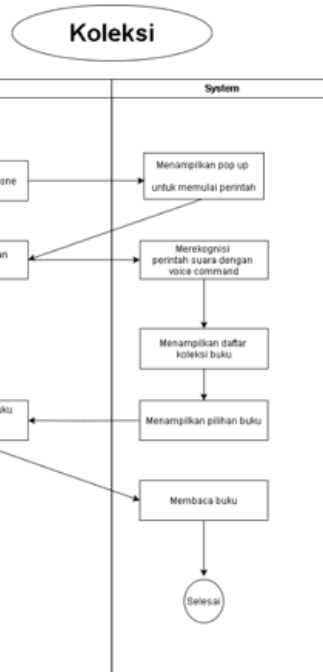 Koleksi
System
one
Menampilkan pop up
untuk memulai perintah
an
Merekognisi
perintah suara dengan
voice command
Menampilkan daftar
koleksi buku
uku
Menampilkan pilihan buku
Membaca buku
Selesai